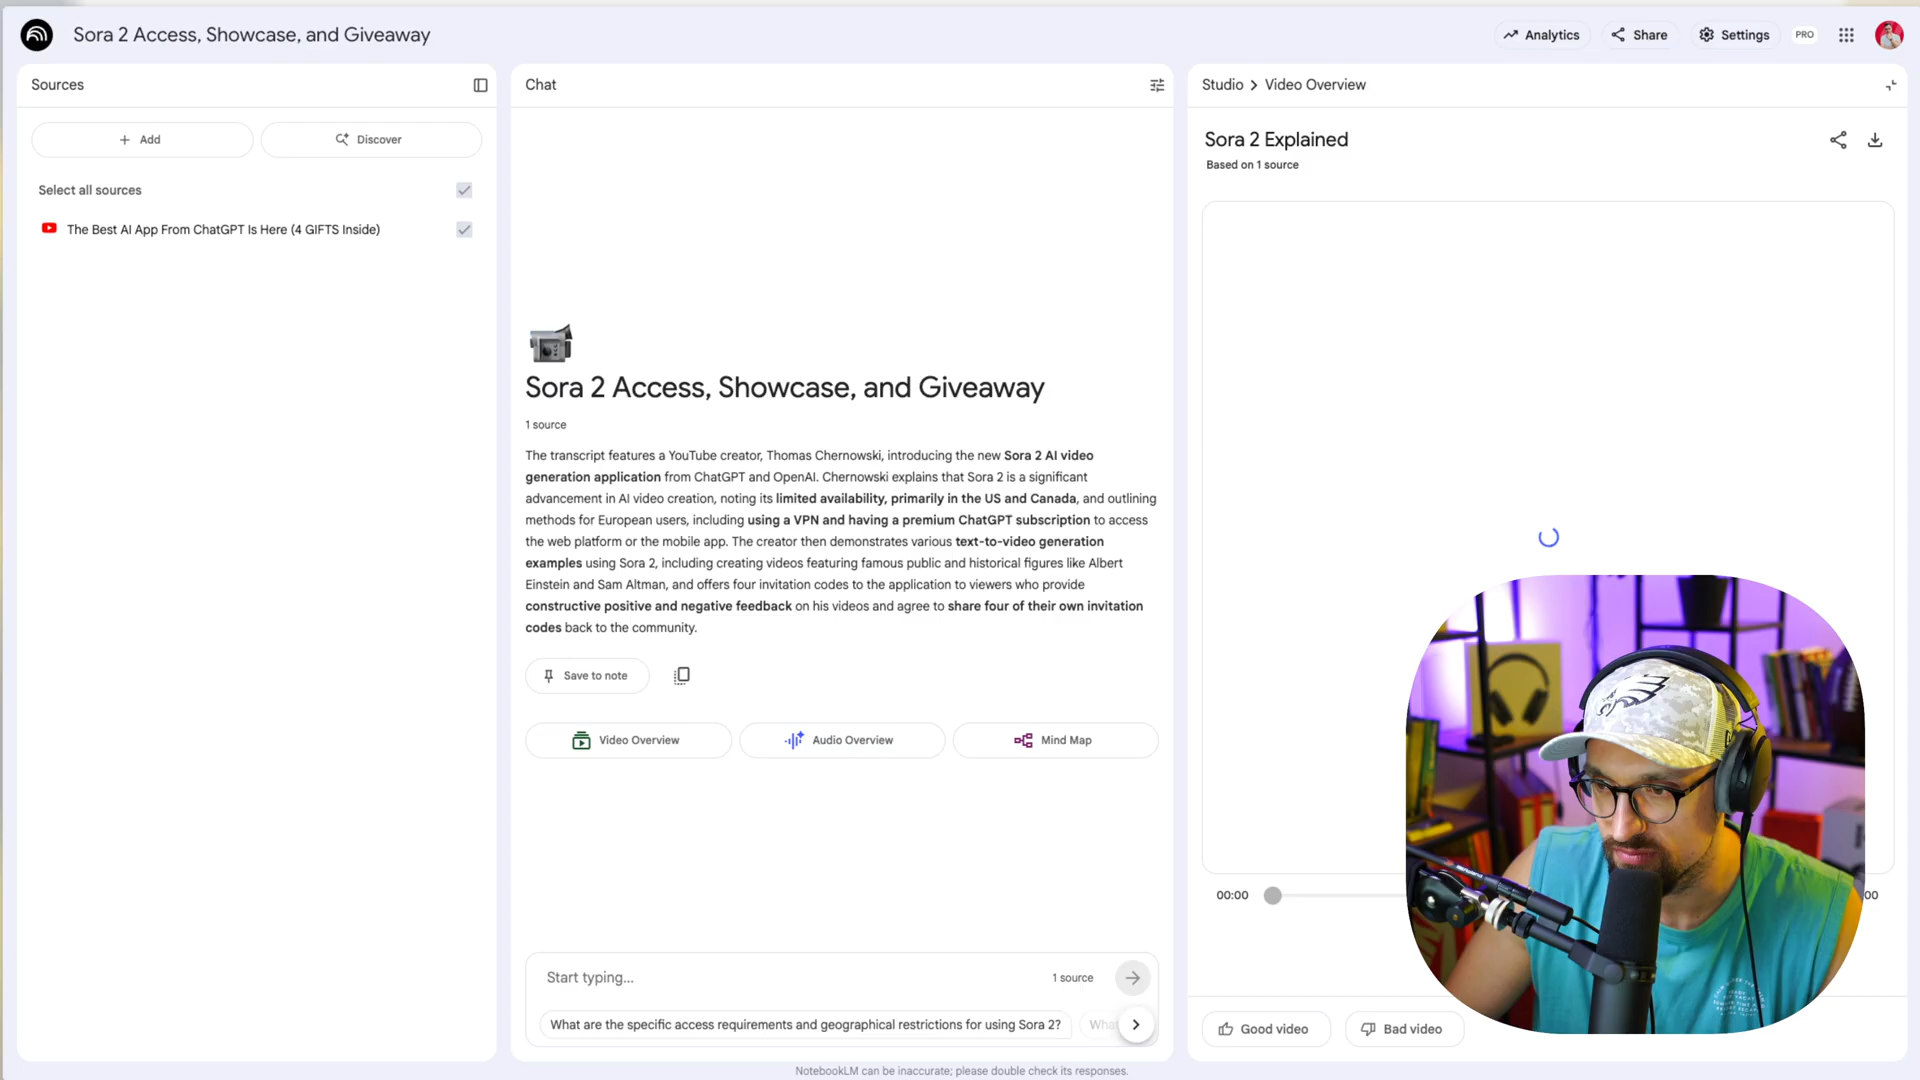 Sora 2 Access, Showcase, and Giveaway
Analytics
Share
Settings
PRO
Sources
Add
Discover
Select all sources
The Best AI App From ChatGPT Is Here (4 GIFTS Inside)
Chat
Sora 2 Access, Showcase, and Giveaway
1 source
The transcript features a YouTube creator, Thomas Chernowski, introducing the new Sora 2 AI video
generation application from ChatGPT and OpenAI. Chernowski explains that Sora 2 is a significant
advancement in AI video creation, noting its limited availability, primarily in the US and Canada, and outlining
methods for European users, including using a VPN and having a premium ChatGPT subscription to access
the web platform or the mobile app. The creator then demonstrates various text-to-video generation
examples using Sora 2, including creating videos featuring famous public and historical figures like Albert
Einstein and Sam Altman, and offers four invitation codes to the application to viewers who provide
constructive positive and negative feedback on his videos and agree to share four of their own invitation
codes back to the community.
Save to note
Video Overview
Audio Overview
Mind Map
Start typing...
1 source
What are the specific access requirements and geographical restrictions for using Sora 2?
Studio > Video Overview
Sora 2 Explained
Based on 1 source
00:00
00
Good video
Bad video
NotebookLM can be inaccurate; please double check its responses.